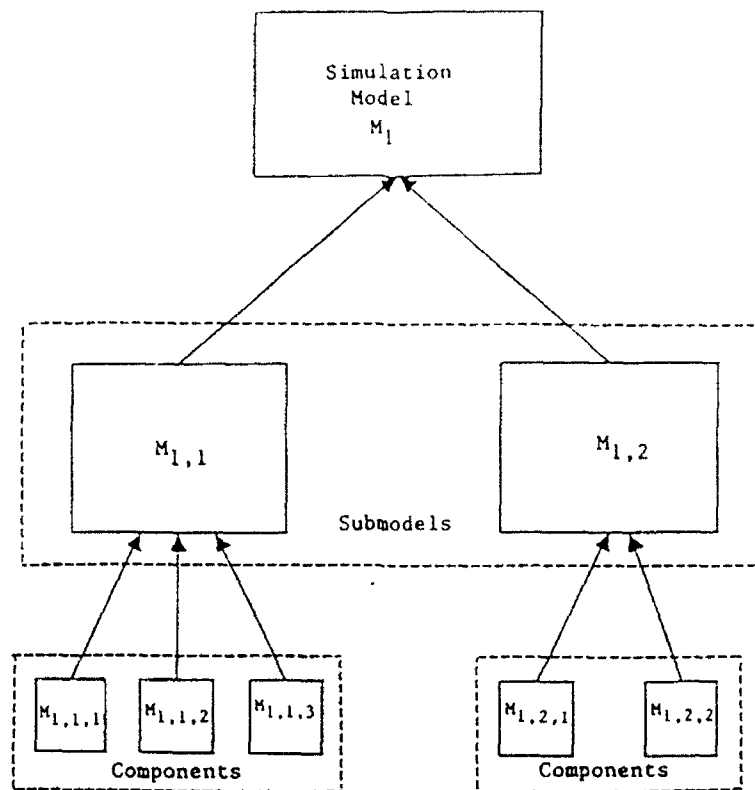 Simulation
Model
M1
M1,1
M1,2
Submodels
M1,1,1
M1,1,2
M1,1,3
M1,2,1
M1,2,2
Components
Components